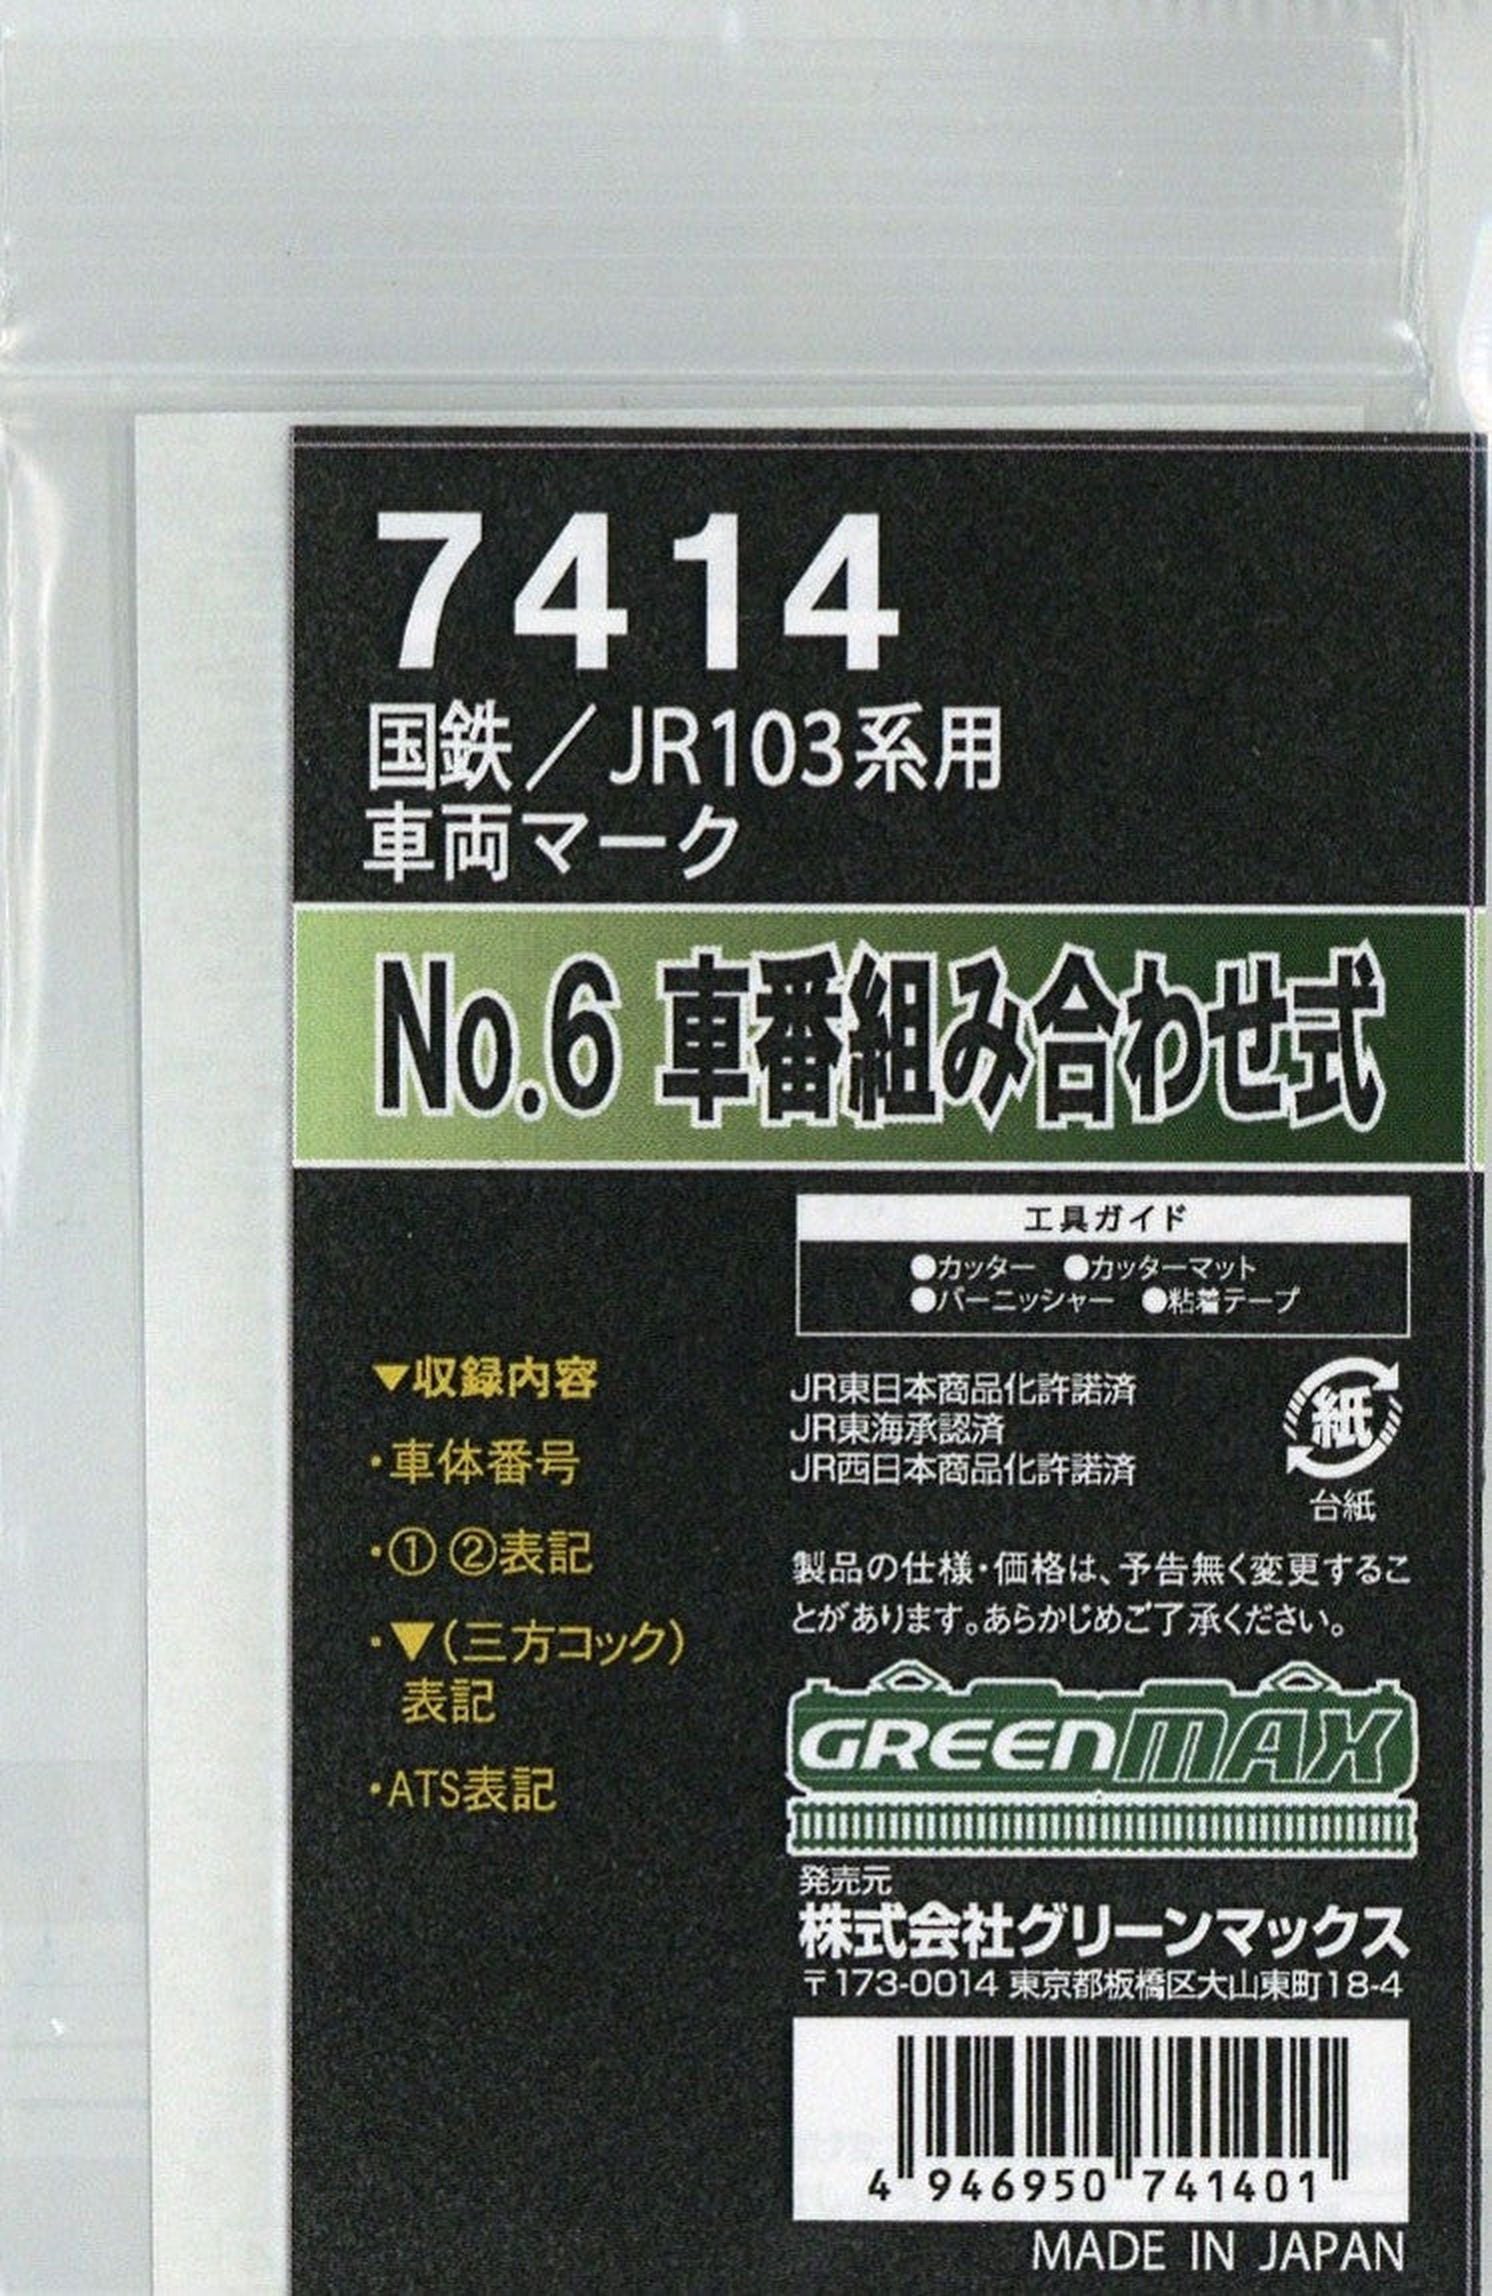 7414
国鉄／JR103系用
車両マーク
No.6 車番組み合わせ式
工具ガイド
●カッター ●カッターマット
●バーニッシャー ●粘着テープ
▼収録内容
・車体番号
・① ②表記
・▼(三方コック)
表記
・ATS表記
JR東日本商品化許諾済
JR東海承認済
JR西日本商品化許諾済
紙
台紙
製品の仕様・価格は、予告無く変更するこ
とがあります。あらかじめご了承ください。
GREENMAX
発売元
株式会社グリーンマックス
〒173-0014 東京都板橋区大山東町18-4
4 946950 741401
MADE IN JAPAN